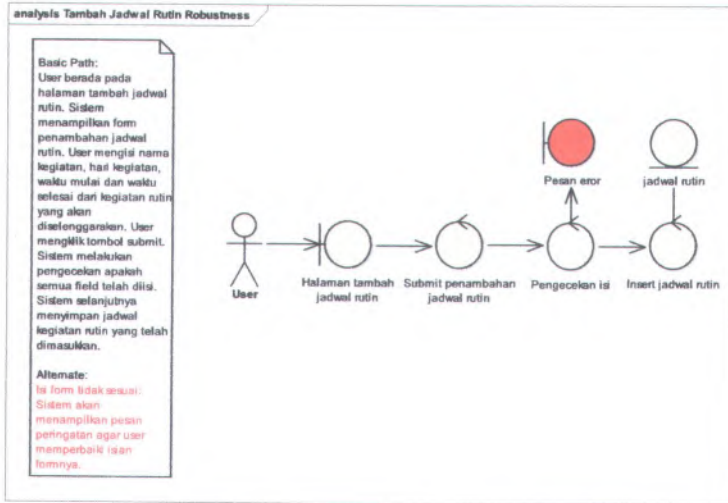 analysis Tambah Jadwal Rutin Robustness
Basic Path:
User berada pada
halaman tambah jadwal
rutin. Sistem
menampilkan form
penambahan jadwal
rutin. User mengisi nama
kegiatan, hari kegiatan,
waktu mulai dan waktu
selesai dari kegiatan rutin
yang akan
diselenggarakan. User
mengklik tombol submit.
Sistem melakukan
pengecekan apakah
semua field telah diisi.
Sistem selanjutnya
menyimpan jadwal
kegiatan rutin yang telah
dimasukkan.
Alternate:
Isi form tidak sesuai:
Sistem akan
menampilkan pesan
peringatan agar user
memperbaiki isian
formnya.
Pesan eror
jadwal rutin
User
Halaman tambah
jadwal rutin
Submit penambahan
jadwal rutin
Pengecekan isi
Insert jadwal rutin